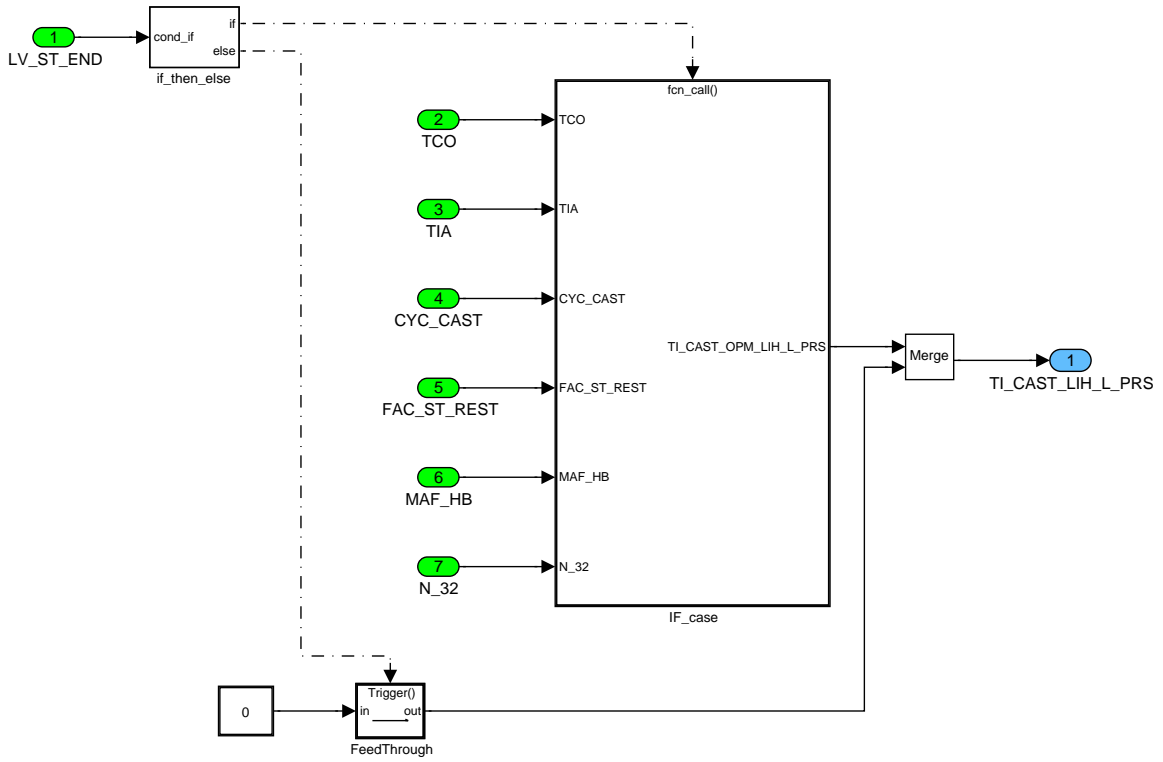 1
LV_ST_END
cond_if
if
else
if_then_else
fcn_call()
2
TCO
TCO
3
TIA
TIA
4
CYC_CAST
CYC_CAST
TI_CAST_OPM_LIH_L_PRS
Merge
1
TI_CAST_LIH_L_PRS
5
FAC_ST_REST
FAC_ST_REST
6
MAF_HB
MAF_HB
7
N_32
N_32
IF_case
0
Trigger()
in
out
FeedThrough